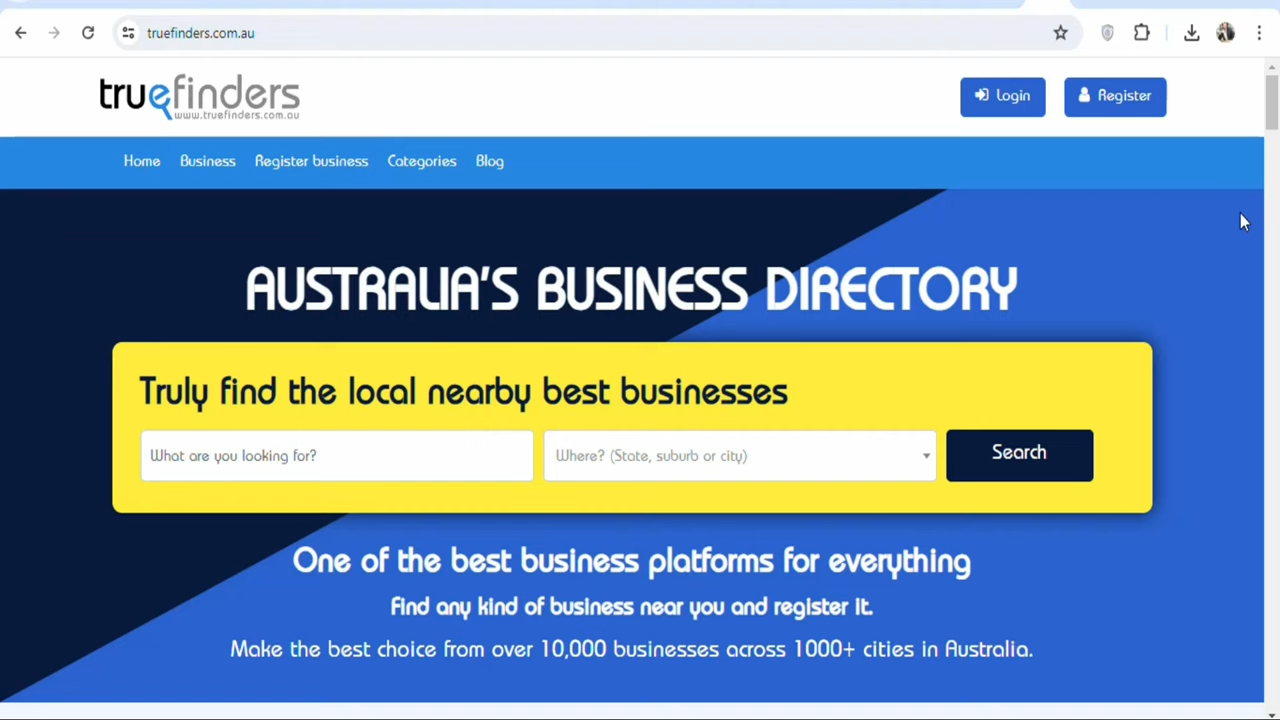 truefinders.com.au
truefinders
www.truefinders.com.au
Login
Register
Home
Business
Register business
Categories
Blog
AUSTRALIA'S BUSINESS DIRECTORY
Truly find the local nearby best businesses
What are you looking for?
Where? (State, suburb or city)
Search
One of the best business platforms for everything
Find any kind of business near you and register it.
Make the best choice from over 10,000 businesses across 1000+ cities in Australia.